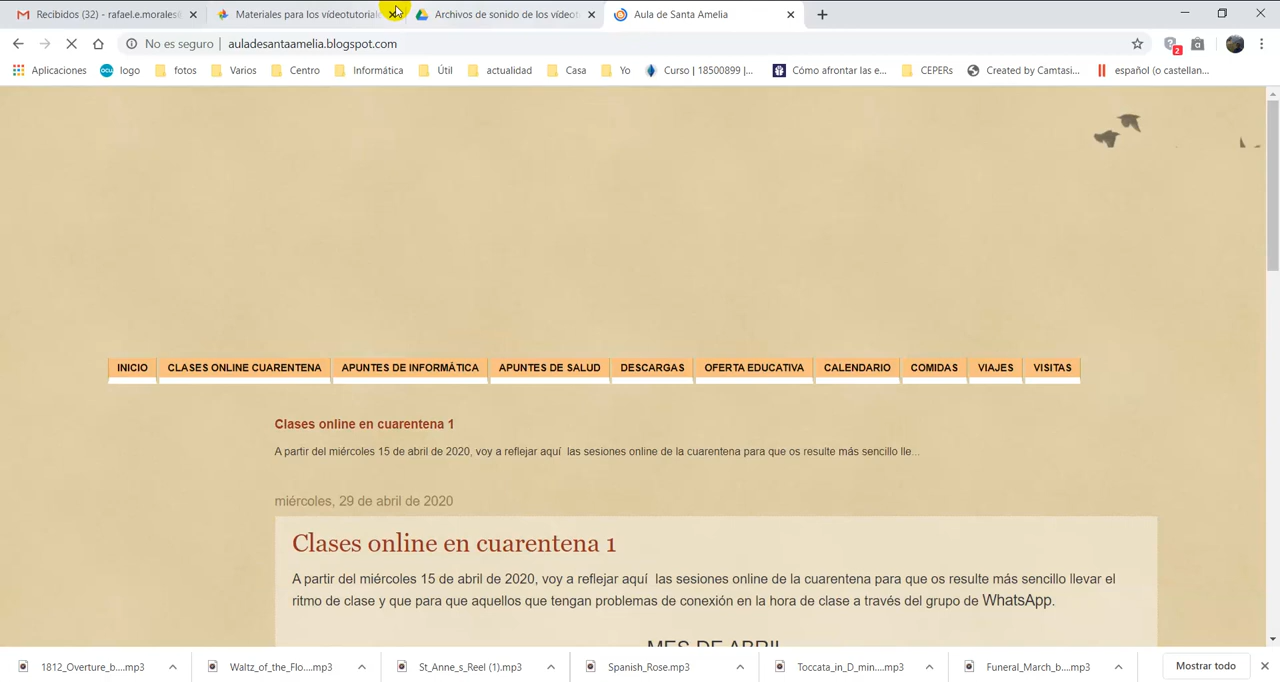 Recibidos (32) - rafael.e.morales@
Materiales para los vídeotutorial
Archivos de sonido de los vídeot
Aula de Santa Amelia
No es seguro | auladesantaamelia.blogspot.com
2
Aplicaciones
logo
fotos
Varios
Centro
Informática
Útil
actualidad
Casa
Yo
Curso | 18500899 |...
Cómo afrontar las e...
CEPERs
Created by Camtasi...
español (o castellan...
INICIO
CLASES ONLINE CUARENTENA
APUNTES DE INFORMÁTICA
APUNTES DE SALUD
DESCARGAS
OFERTA EDUCATIVA
CALENDARIO
COMIDAS
VIAJES
VISITAS
Clases online en cuarentena 1
A partir del miércoles 15 de abril de 2020, voy a reflejar aquí las sesiones online de la cuarentena para que os resulte más sencillo lle...
miércoles, 29 de abril de 2020
Clases online en cuarentena 1
A partir del miércoles 15 de abril de 2020, voy a reflejar aquí las sesiones online de la cuarentena para que os resulte más sencillo llevar el
ritmo de clase y que para que aquellos que tengan problemas de conexión en la hora de clase a través del grupo de WhatsApp.
MES DE ABRIL
1812_Overture_b....mp3
Waltz_of_the_Flo....mp3
St_Anne_s_Reel (1).mp3
Spanish_Rose.mp3
Toccata_in_D_min....mp3
Funeral_March_b....mp3
Mostrar todo